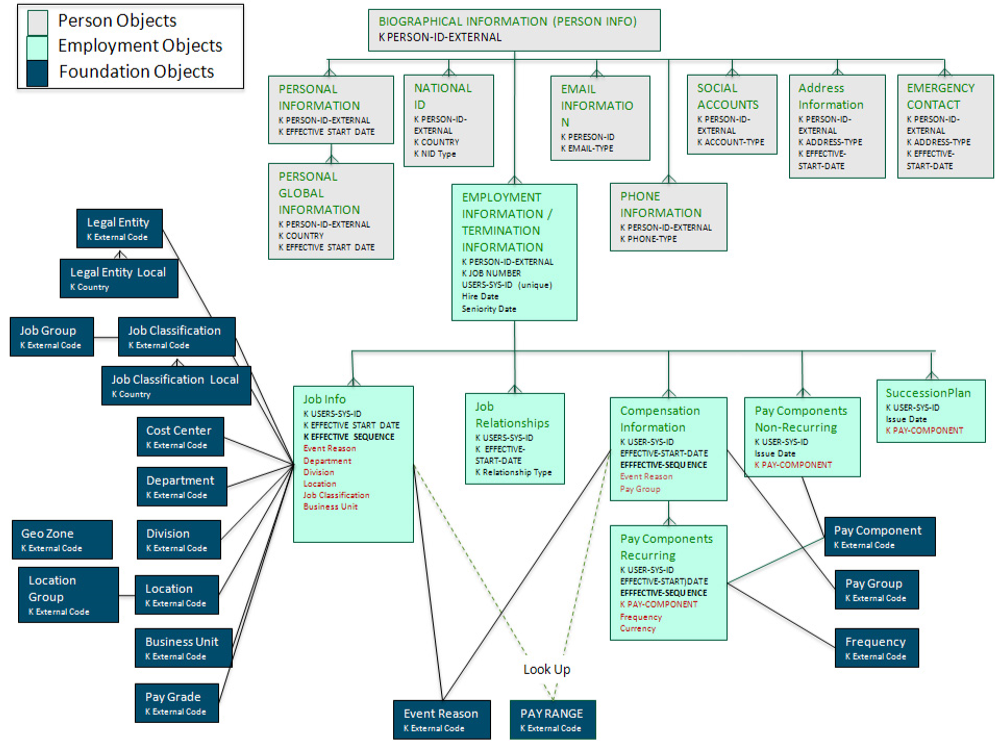 Person Objects
Employment Objects
Foundation Objects
BIOGRAPHICAL INFORMATION (PERSON INFO)
K PERSON-ID-EXTERNAL
PERSONAL
INFORMATION
K PERSON-ID-EXTERNAL
K EFFECTIVE START DATE
NATIONAL
ID
K PERSON-ID-
EXTERNAL
K COUNTRY
K NID Type
EMAIL
INFORMATIO
N
K PERESON-ID
K EMAIL-TYPE
SOCIAL
ACCOUNTS
K PERSON-ID-
EXTERNAL
K ACCOUNT-TYPE
Address
Information
K PERSON-ID-
EXTERNAL
K ADDRESS-TYPE
K EFFECTIVE-
START-DATE
EMERGENCY
CONTACT
K PERSON-ID-
EXTERNAL
K ADDRESS-TYPE
K EFFECTIVE-
START-DATE
PERSONAL
GLOBAL
INFORMATION
K PERSON-ID-EXTERNAL
K COUNTRY
K EFFECTIVE START DATE
EMPLOYMENT
INFORMATION /
TERMINATION
INFORMATION
K PERSON-ID-EXTERNAL
K JOB NUMBER
USERS-SYS-ID (unique)
Hire Date
Seniority Date
PHONE
INFORMATION
K PERSON-ID-EXTERNAL
K PHONE-TYPE
Legal Entity
K External Code
Legal Entity Local
K Country
Job Group
K External Code
Job Classification
K External Code
Job Classification Local
K Country
Cost Center
K External Code
Department
K External Code
Geo Zone
K External Code
Division
K External Code
Location
Group
K External Code
Location
K External Code
Business Unit
K External Code
Pay Grade
K External Code
Job Info
K USERS-SYS-ID
K EFFECTIVE START DATE
K EFFECTIVE SEQUENCE
Event Reason
Department
Division
Location
Job Classification
Business Unit
Job
Relationships
K USERS-SYS-ID
K EFFECTIVE-
START-DATE
K Relationship Type
Compensation
Information
K USER-SYS-ID
EFFECTIVE-START-DATE
EFFFECTIVE-SEQUENCE
Event Reason
Pay Group
Pay Components
Non-Recurring
K USER-SYS-ID
Issue Date
K PAY-COMPONENT
SuccessionPlan
K USER-SYS-ID
Issue Date
K PAY-COMPONENT
Pay Components
Recurring
K USER-SYS-ID
EFFECTIVE-START)DATE
EFFFECTIVE-SEQUENCE
K PAY-COMPONENT
Frequency
Currency
Pay Component
K External Code
Pay Group
K External Code
Frequency
K External Code
Look Up
Event Reason
K External Code
PAY RANGE
K External Code